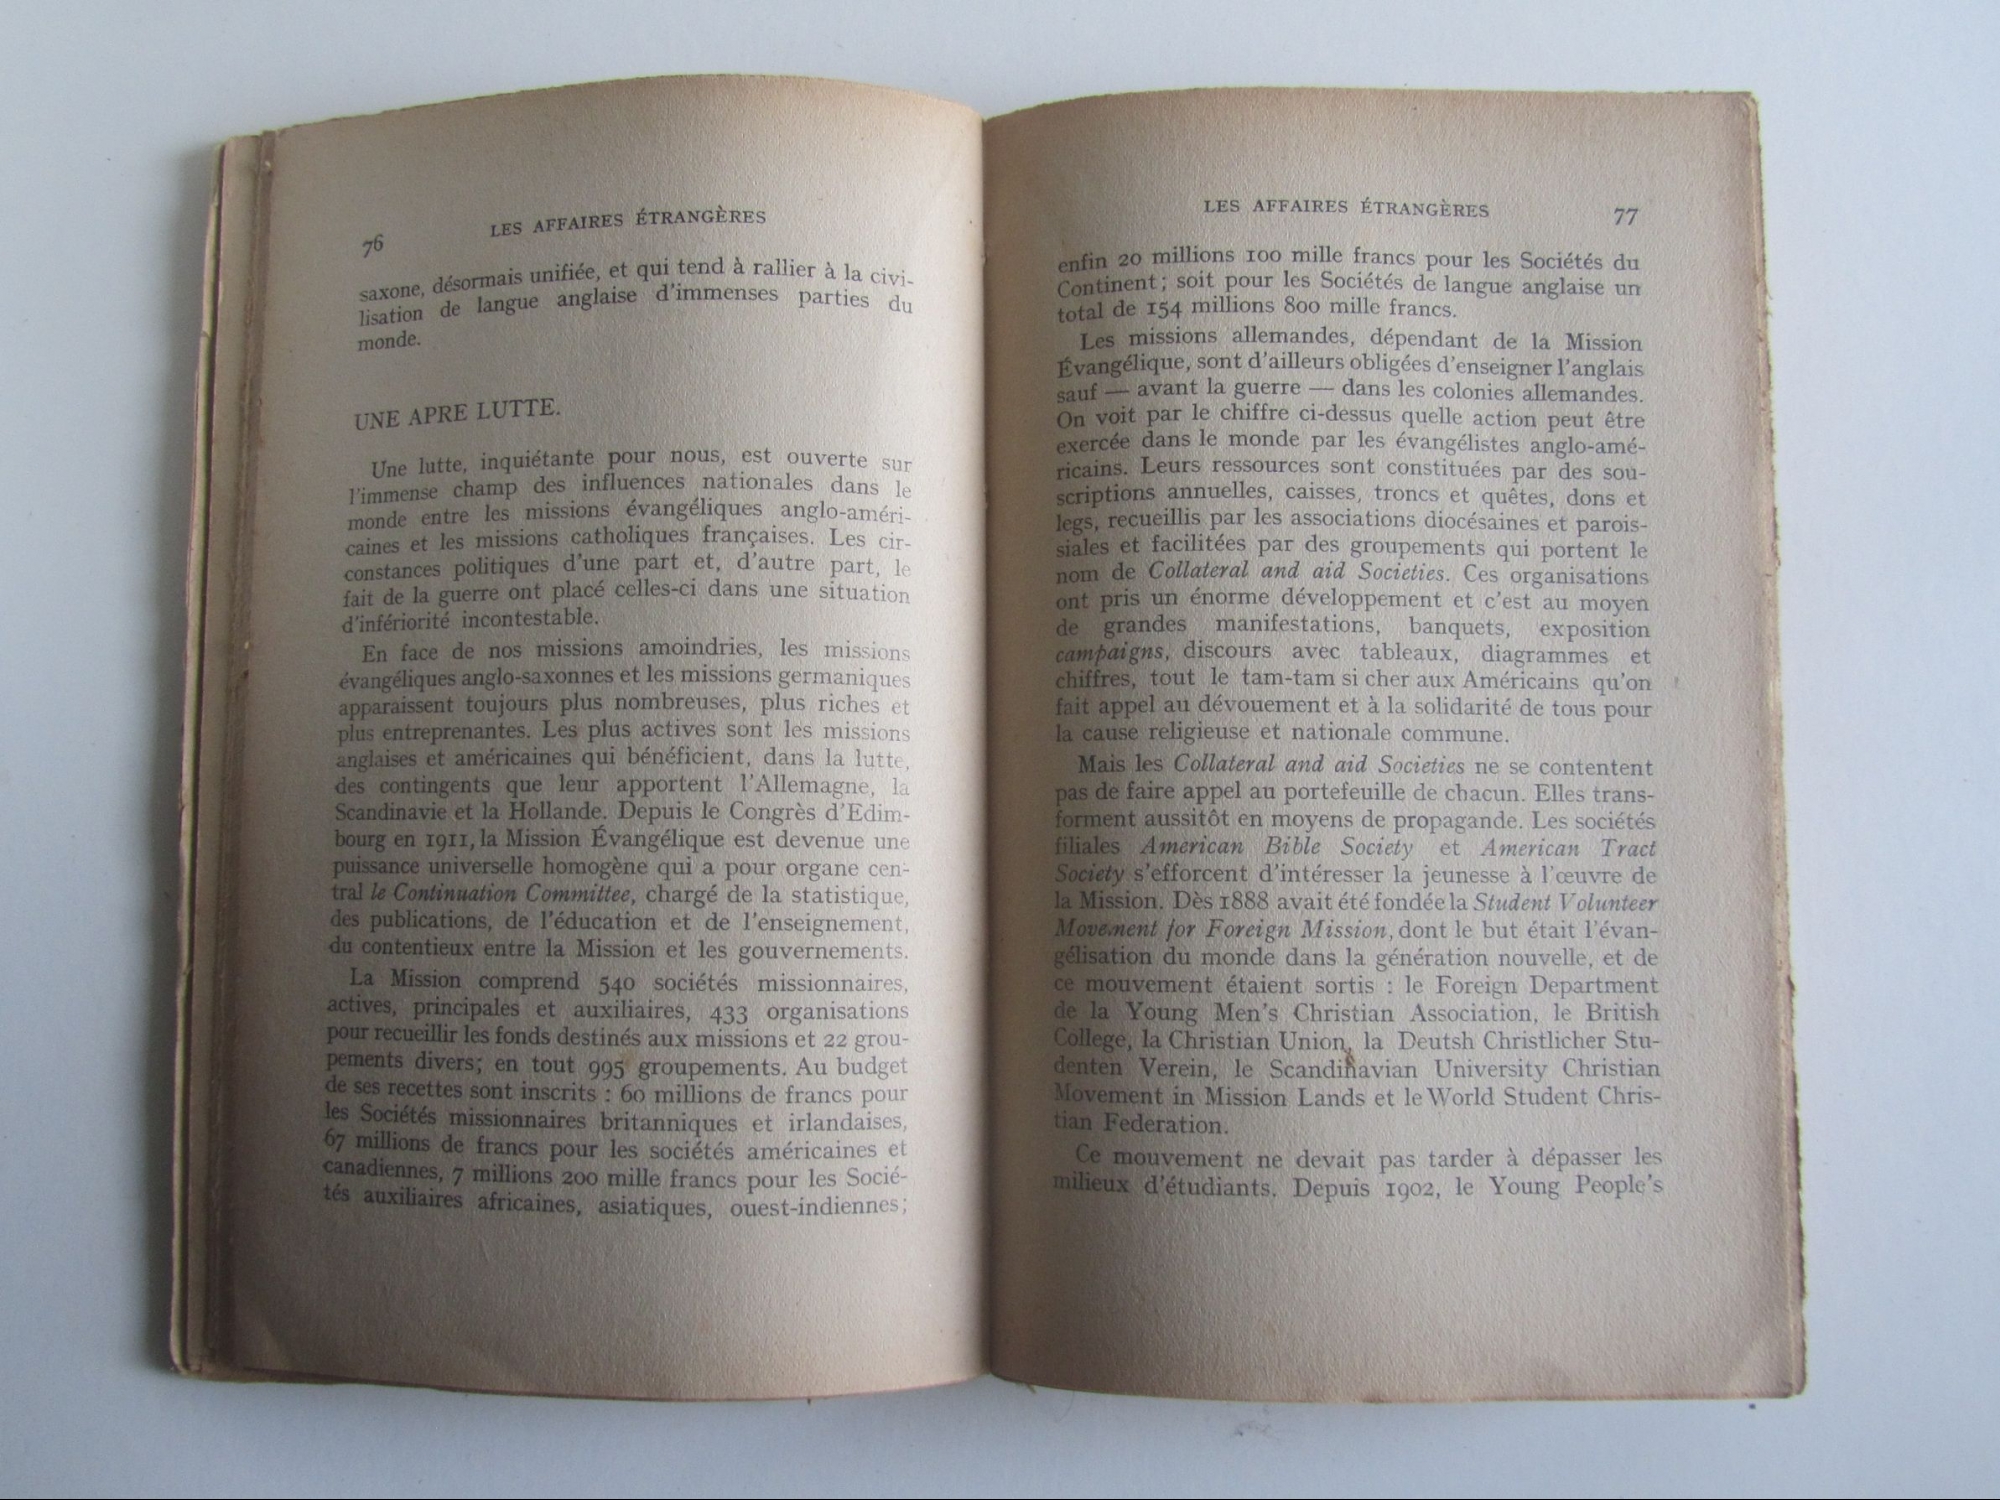 76
LES AFFAIRES ÉTRANGÈRES
saxone, désormais unifiée, et qui tend à rallier à la civi-
lisation de langue anglaise d'immenses parties du
monde.
UNE APRE LUTTE.
Une lutte, inquiétante pour nous, est ouverte sur
l'immense champ des influences nationales dans le
monde entre les missions évangéliques anglo-améri-
caines et les missions catholiques françaises. Les cir-
constances politiques d'une part et, d'autre part, le
fait de la guerre ont placé celles-ci dans une situation
d'infériorité incontestable.
En face de nos missions amoindries, les missions
évangéliques anglo-saxonnes et les missions germaniques
apparaissent toujours plus nombreuses, plus riches et
plus entreprenantes. Les plus actives sont les missions
anglaises et américaines qui bénéficient, dans la lutte,
des contingents que leur apportent l'Allemagne, la
Scandinavie et la Hollande. Depuis le Congrès d'Edim-
bourg en 1911, la Mission Évangélique est devenue une
puissance universelle homogène qui a pour organe cen-
tral le Continuation Committee, chargé de la statistique,
des publications, de l'éducation et de l'enseignement,
du contentieux entre la Mission et les gouvernements.
La Mission comprend 540 sociétés missionnaires,
actives, principales et auxiliaires, 433 organisations
pour recueillir les fonds destinés aux missions et 22 grou-
pements divers; en tout 995 groupements. Au budget
de ses recettes sont inscrits : 60 millions de francs pour
les Sociétés missionnaires britanniques et irlandaises,
67 millions de francs pour les sociétés américaines et
canadiennes, 7 millions 200 mille francs pour les Socié-
tés auxiliaires africaines, asiatiques, ouest-indiennes;
LES AFFAIRES ÉTRANGÈRES
77
enfin 20 millions 100 mille francs pour les Sociétés du
Continent; soit pour les Sociétés de langue anglaise un
total de 154 millions 800 mille francs.
Les missions allemandes, dépendant de la Mission
Évangélique, sont d'ailleurs obligées d'enseigner l'anglais
sauf — avant la guerre — dans les colonies allemandes.
On voit par le chiffre ci-dessus quelle action peut être
exercée dans le monde par les évangélistes anglo-amé-
ricains. Leurs ressources sont constituées par des sou-
scriptions annuelles, caisses, troncs et quêtes, dons et
legs, recueillis par les associations diocésaines et parois-
siales et facilitées par des groupements qui portent le
nom de Collateral and aid Societies. Ces organisations
ont pris un énorme développement et c'est au moyen
de grandes manifestations, banquets, exposition
campaigns, discours avec tableaux, diagrammes et
chiffres, tout le tam-tam si cher aux Américains qu'on
fait appel au dévouement et à la solidarité de tous pour
la cause religieuse et nationale commune.
Mais les Collateral and aid Societies ne se contentent
pas de faire appel au portefeuille de chacun. Elles trans-
forment aussitôt en moyens de propagande. Les sociétés
filiales American Bible Society et American Tract
Society s'efforcent d'intéresser la jeunesse à l'œuvre de
la Mission. Dès 1888 avait été fondée la Student Volunteer
Movement for Foreign Mission, dont le but était l'évan-
gélisation du monde dans la génération nouvelle, et de
ce mouvement étaient sortis : le Foreign Department
de la Young Men's Christian Association, le British
College, la Christian Union, la Deutsh Christlicher Stu-
denten Verein, le Scandinavian University Christian
Movement in Mission Lands et le World Student Chris-
tian Federation.
Ce mouvement ne devait pas tarder à dépasser les
milieux d'étudiants. Depuis 1902, le Young People's